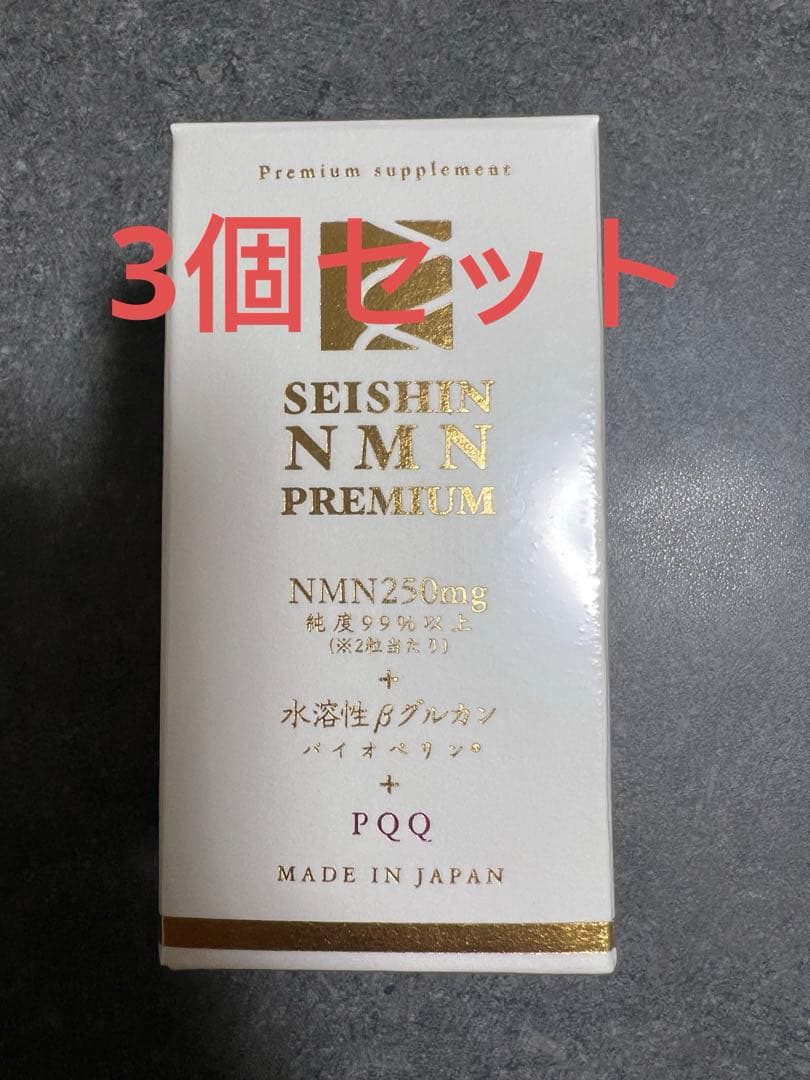 Premium supplement
3個セット
SEISHIN
NMN
PREMIUM
NMN250mg
純度99%以上
(※2粒当たり)
+
水溶性βグルカン
バイオペリン®
+
PQQ
MADE IN JAPAN